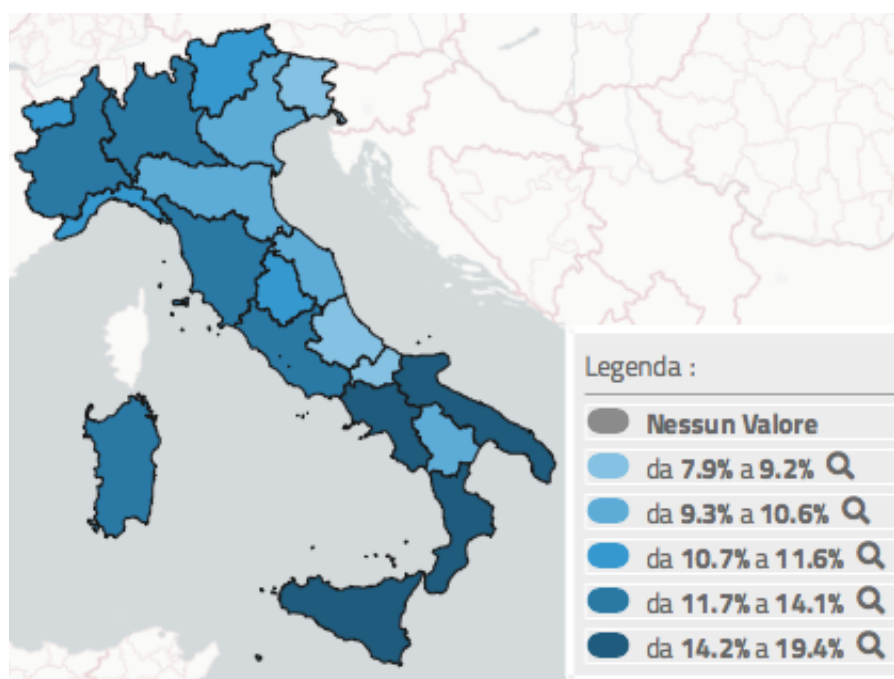 Legenda :
Nessun Valore
da 7.9% a 9.2%
da 9.3% a 10.6%
da 10.7% a 11.6%
da 11.7% a 14.1%
da 14.2% a 19.4%